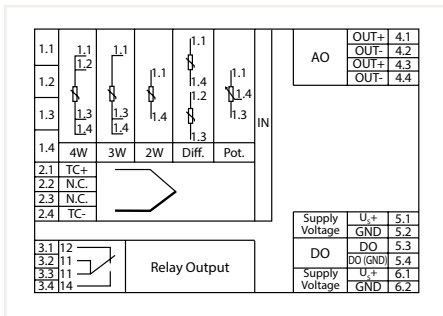 1.1
1.2
1.3
1.4
1.1
1.2
1.3
1.4
4W
1.1
1.3
1.4
3W
1.1
1.4
2W
1.1
1.4
1.2
1.3
Diff.
1.1
1.4
1.3
Pot.
IN
2.1 TC+
2.2 N.C.
2.3 N.C.
2.4 TC-
3.1 12
3.2 11
3.3 11
3.4 14
Relay Output
AO
OUT+ 4.1
OUT- 4.2
OUT+ 4.3
OUT- 4.4
Supply Voltage
Us+ 5.1
GND 5.2
DO
DO 5.3
DO (GND) 5.4
Supply Voltage
Us+ 6.1
GND 6.2